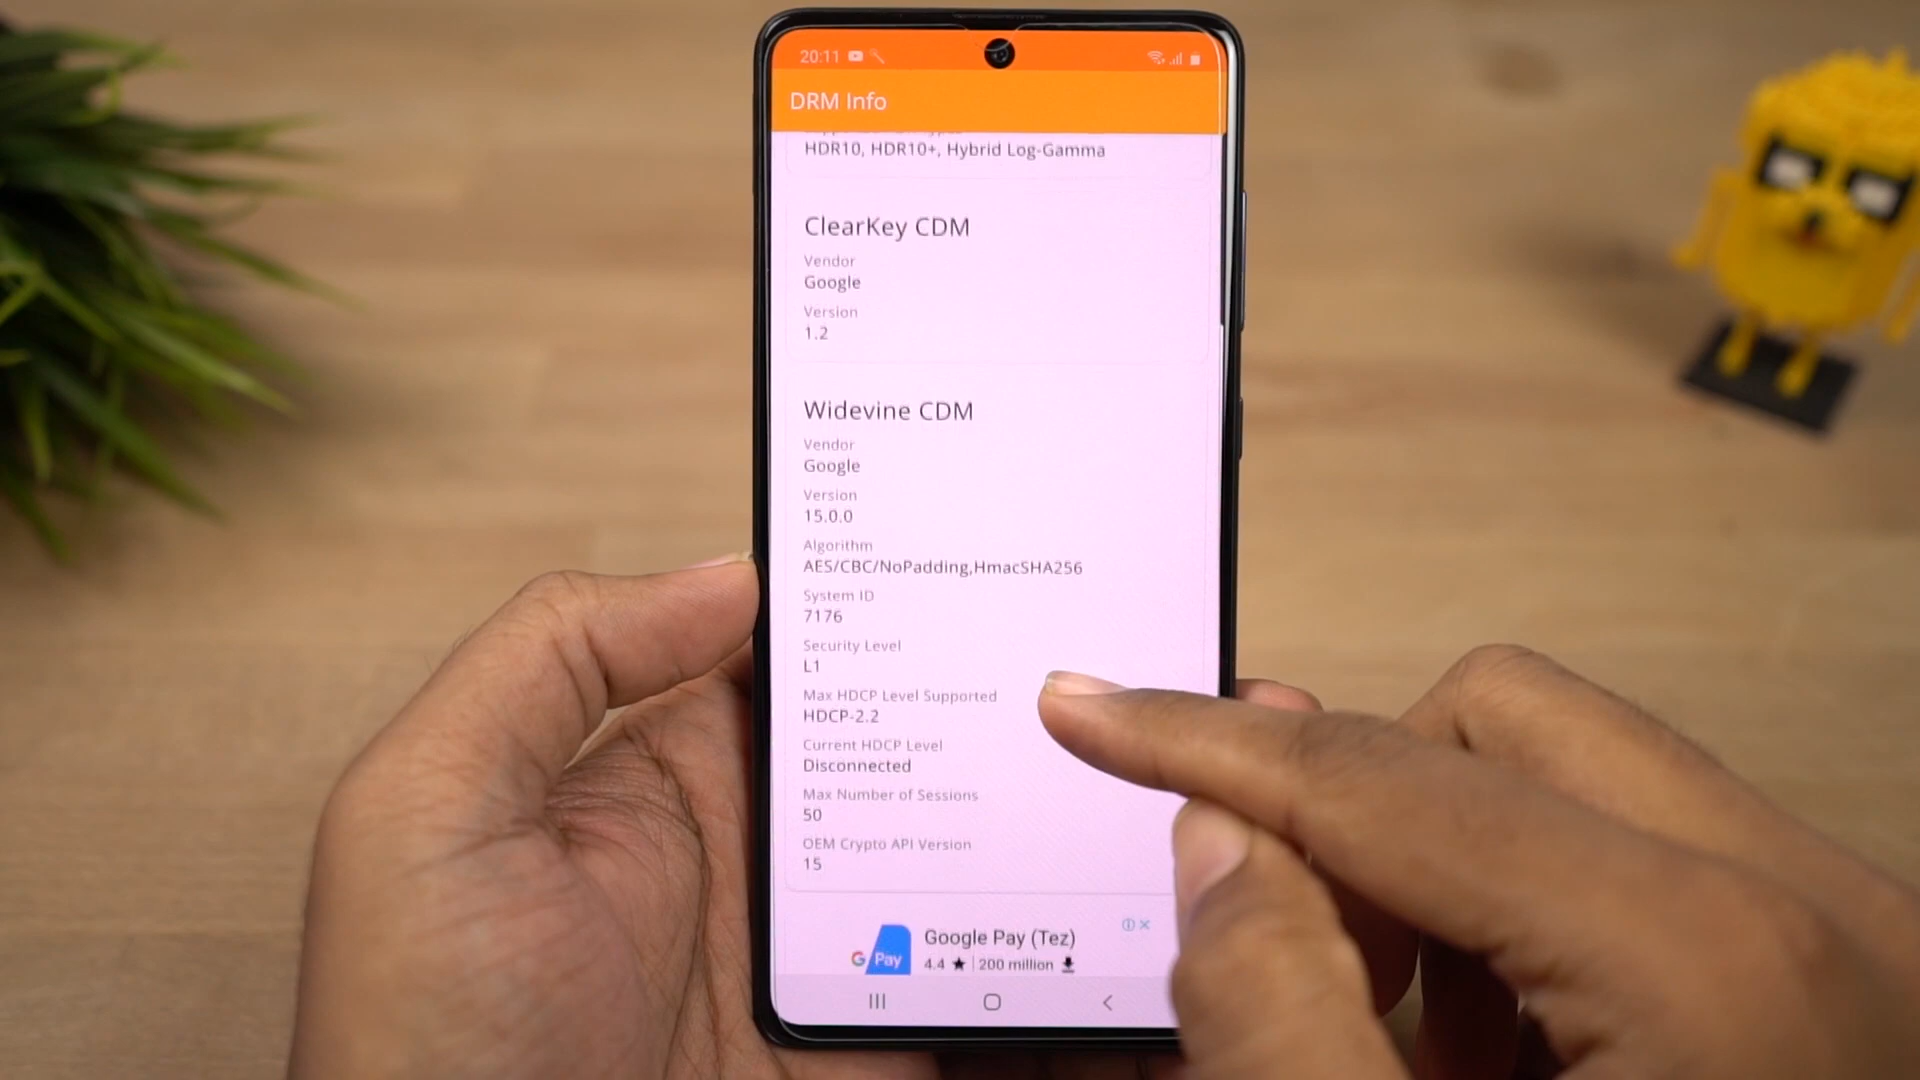 20:11
DRM Info
HDR10, HDR10+, Hybrid Log-Gamma
ClearKey CDM
Vendor
Google
Version
1.2
Widevine CDM
Vendor
Google
Version
15.0.0
Algorithm
AES/CBC/NoPadding,HmacSHA256
System ID
7176
Security Level
L1
Max HDCP Level Supported
HDCP-2.2
Current HDCP Level
Disconnected
Max Number of Sessions
50
OEM Crypto API Version
15
Google Pay (Tez)
G Pay
4.4 ★ | 200 million